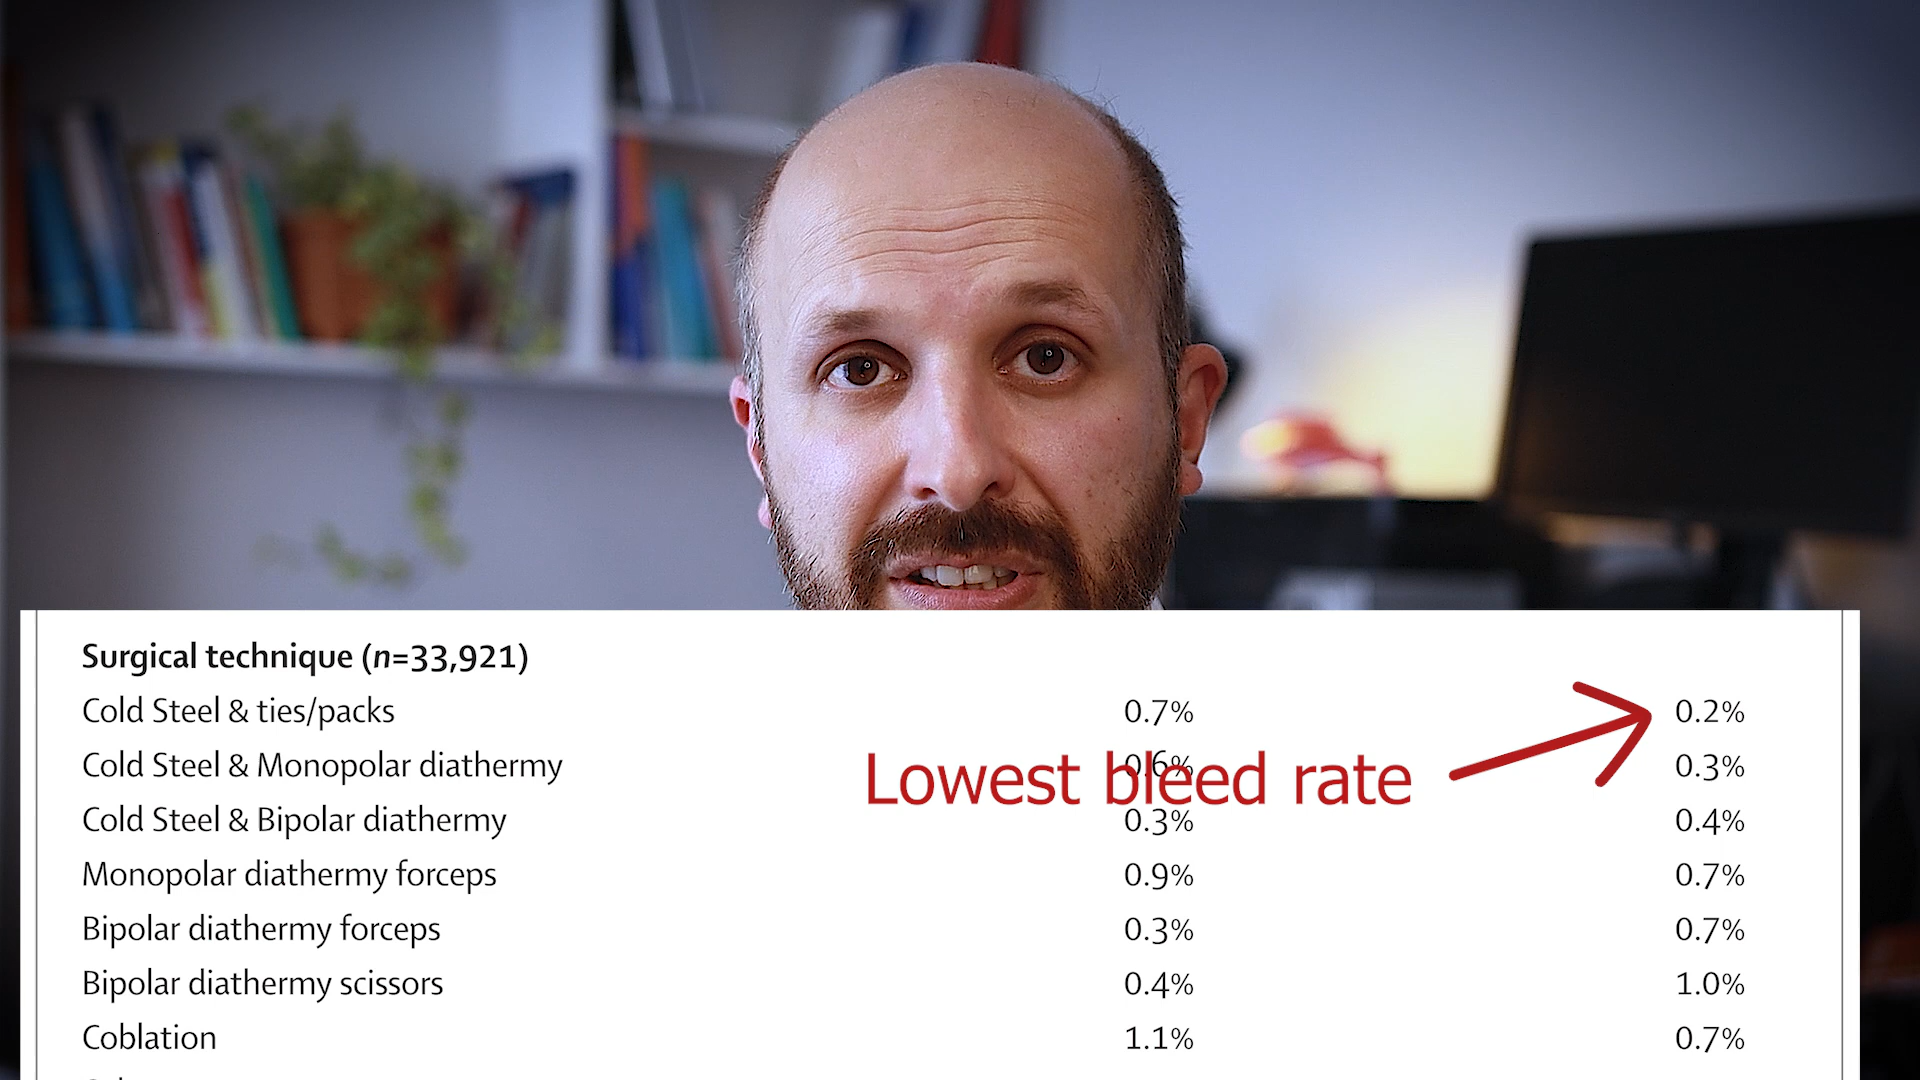 Surgical technique (n=33,921)
Cold Steel & ties/packs 0.7% 0.2%
Cold Steel & Monopolar diathermy 0.6% 0.3%
Lowest bleed rate
Cold Steel & Bipolar diathermy 0.3% 0.4%
Monopolar diathermy forceps 0.9% 0.7%
Bipolar diathermy forceps 0.3% 0.7%
Bipolar diathermy scissors 0.4% 1.0%
Coblation 1.1% 0.7%